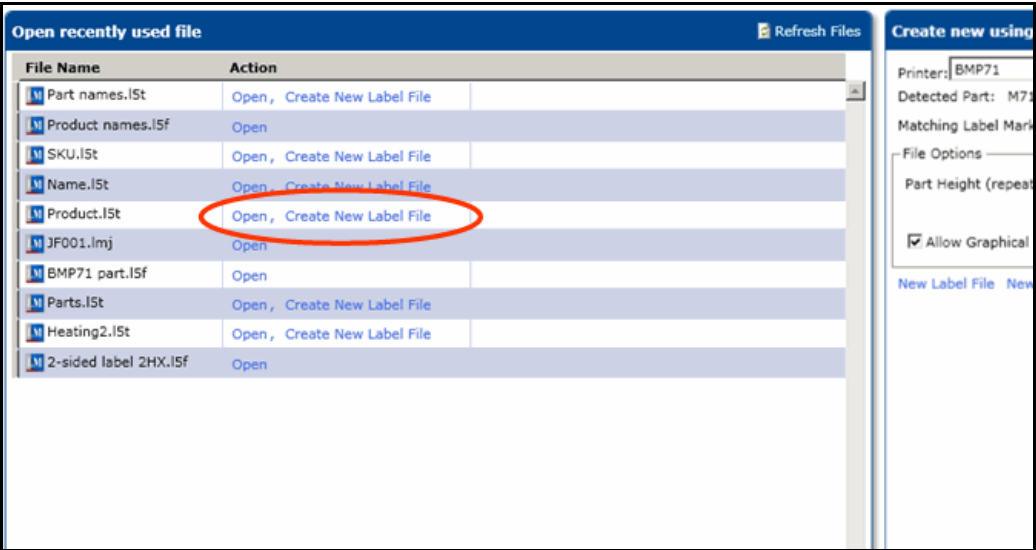 Open recently used file
Refresh Files
File Name Action
Part names.l5t Open, Create New Label File
Product names.l5f Open
SKU.l5t Open, Create New Label File
Name.l5t Open, Create New Label File
Product.l5t Open, Create New Label File
JF001.lmj Open
BMP71 part.l5f Open
Parts.l5t Open, Create New Label File
Heating2.l5t Open, Create New Label File
2-sided label 2HX.l5f Open
Create new using
Printer: BMP71
Detected Part: M71
Matching Label Mark
File Options
Part Height (repeat
Allow Graphical
New Label File New